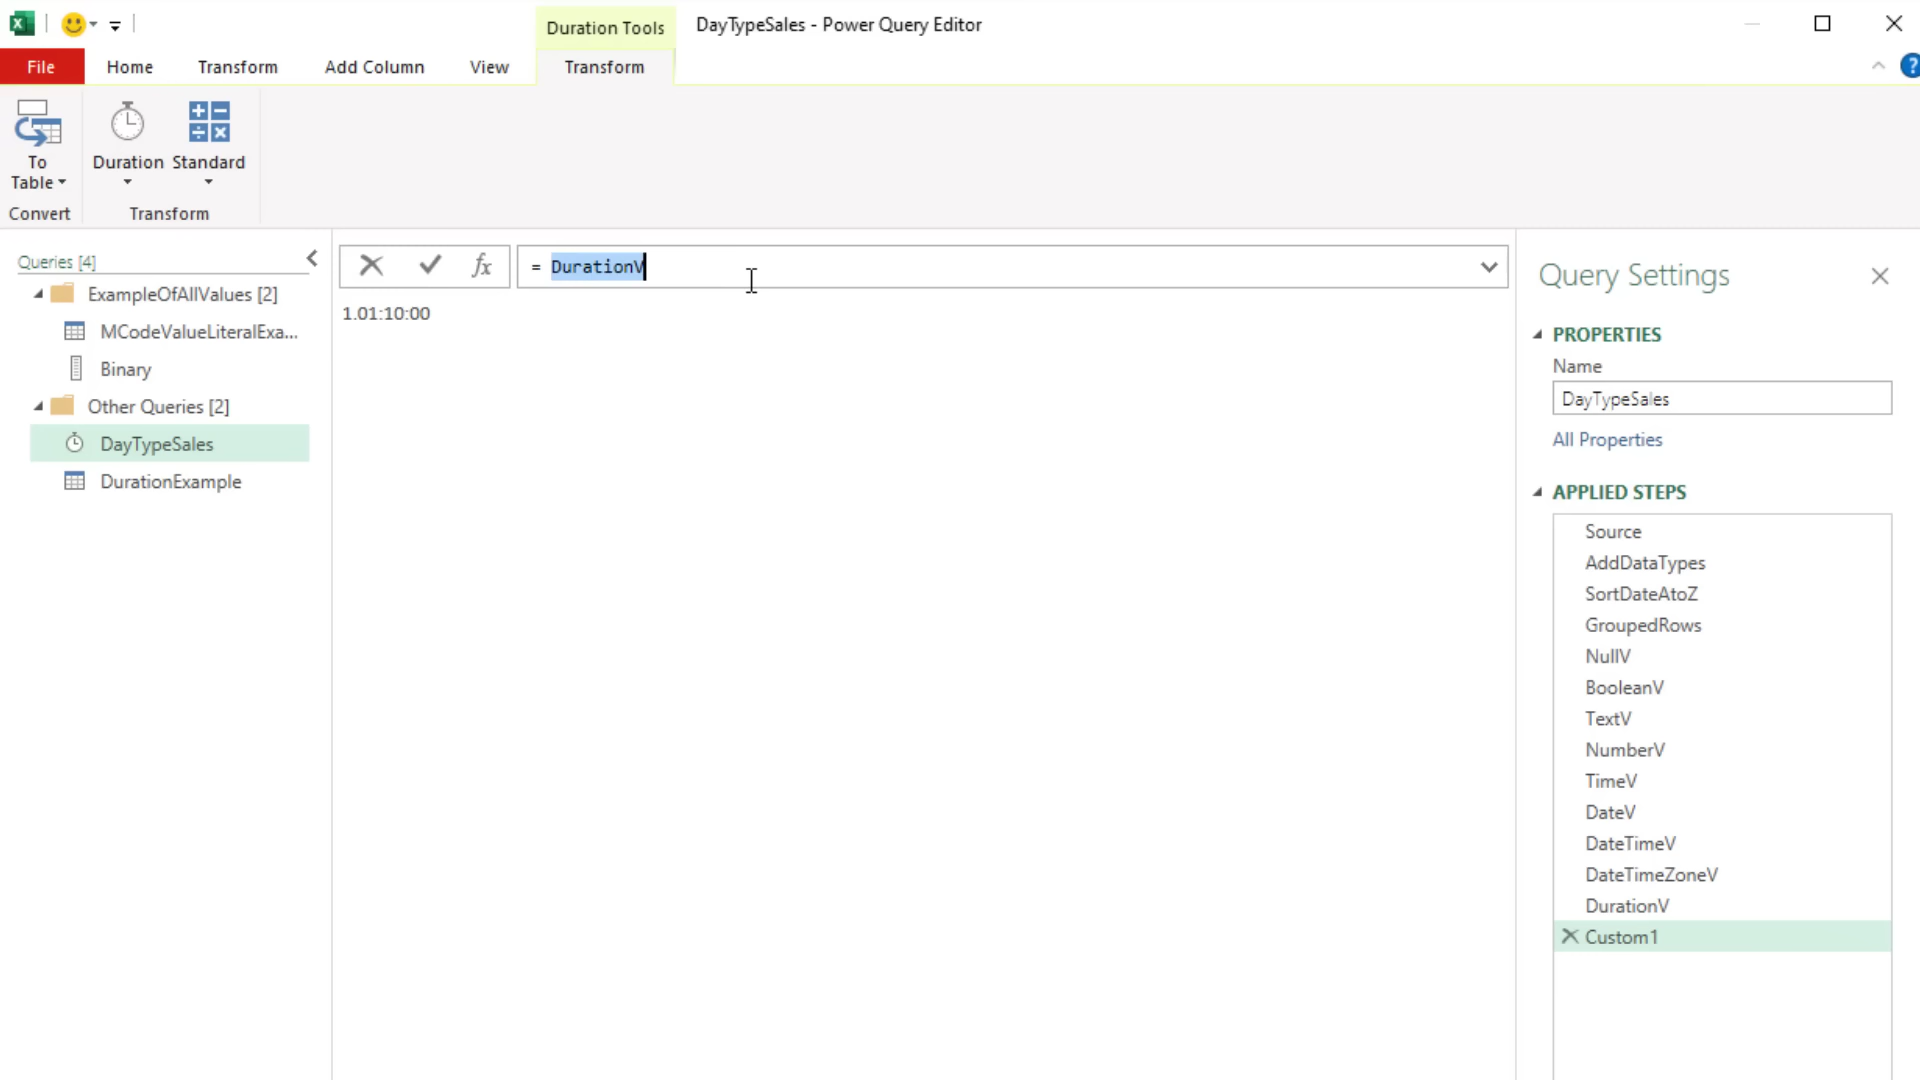 Duration Tools
DayTypeSales - Power Query Editor
File
Home
Transform
Add Column
View
Transform
?
To
Table
Duration
Standard
Convert
Transform
Queries [4]
fx
= DurationV
1.01:10:00
ExampleOfAllValues [2]
MCodeValueLiteralExa...
Binary
Other Queries [2]
DayTypeSales
DurationExample
Query Settings
PROPERTIES
Name
DayTypeSales
All Properties
APPLIED STEPS
Source
AddDataTypes
SortDateAtoZ
GroupedRows
NullV
BooleanV
TextV
NumberV
TimeV
DateV
DateTimeV
DateTimeZoneV
DurationV
Custom1